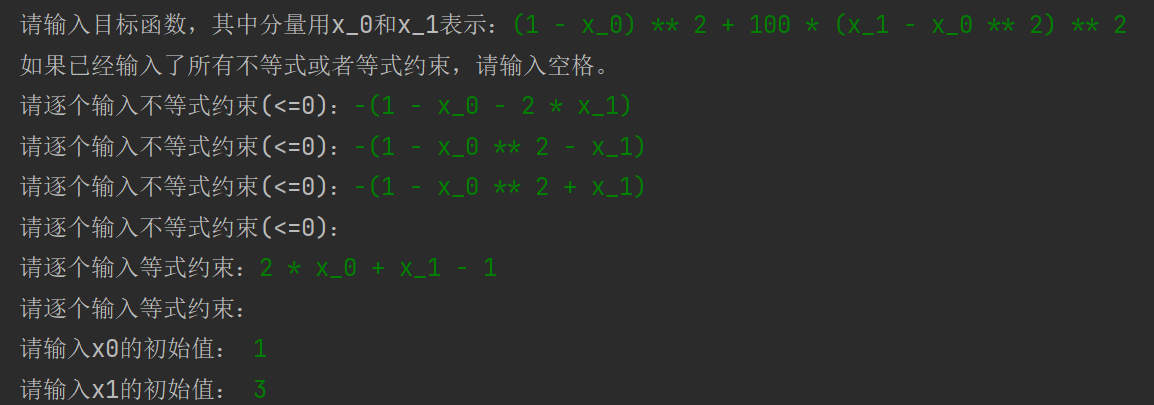 请输入目标函数，其中分量用x_0和x_1表示：(1 - x_0) ** 2 + 100 * (x_1 - x_0 ** 2) ** 2
如果已经输入了所有不等式或者等式约束，请输入空格。
请逐个输入不等式约束(<=0)：-(1 - x_0 - 2 * x_1)
请逐个输入不等式约束(<=0)：-(1 - x_0 ** 2 - x_1)
请逐个输入不等式约束(<=0)：-(1 - x_0 ** 2 + x_1)
请逐个输入不等式约束(<=0)：
请逐个输入等式约束：2 * x_0 + x_1 - 1
请逐个输入等式约束：
请输入x0的初始值： 1
请输入x1的初始值： 3